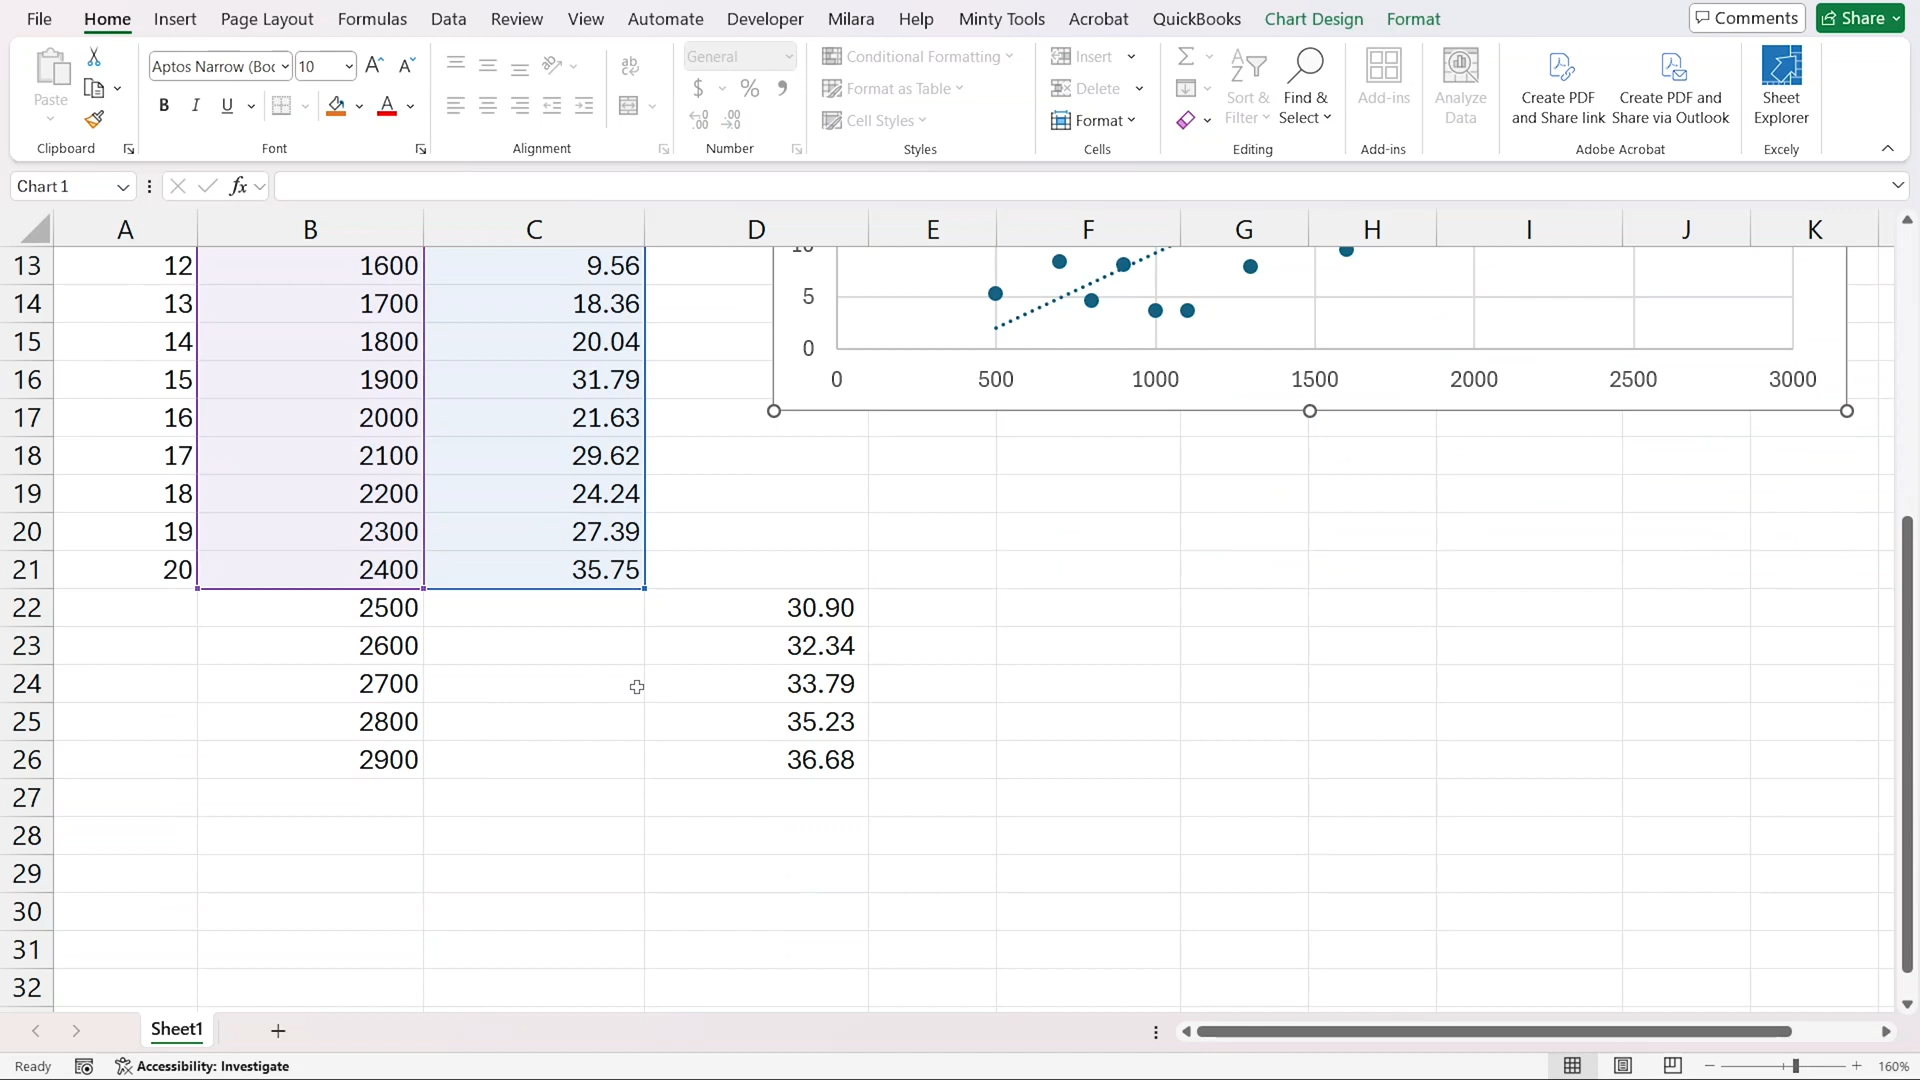 File Home Insert Page Layout Formulas Data Review View Automate Developer Milara Help Minty Tools Acrobat QuickBooks Chart Design Format Comments Share
Paste
Clipboard
Aptos Narrow (Boc 10 A A
B I U A
Font
ab
Alignment
General
$ % 9
.00
Number
Conditional Formatting
Format as Table
Cell Styles
Styles
Insert
Delete
Format
Cells
Sort &
Filter
Find &
Select
Editing
Add-ins
Add-ins
Analyze
Data
Create PDF
and Share link
Create PDF and
Share via Outlook
Adobe Acrobat
Sheet
Explorer
Excely
Chart 1 fx
A B C D E F G H I J K
13 12 1600 9.56
14 13 1700 18.36
15 14 1800 20.04
16 15 1900 31.79
17 16 2000 21.63
18 17 2100 29.62
19 18 2200 24.24
20 19 2300 27.39
21 20 2400 35.75
22 2500 30.90
23 2600 32.34
24 2700 33.79
25 2800 35.23
26 2900 36.68
27
28
29
30
31
32
10
5
0
0 500 1000 1500 2000 2500 3000
Sheet1
Ready Accessibility: Investigate 160%